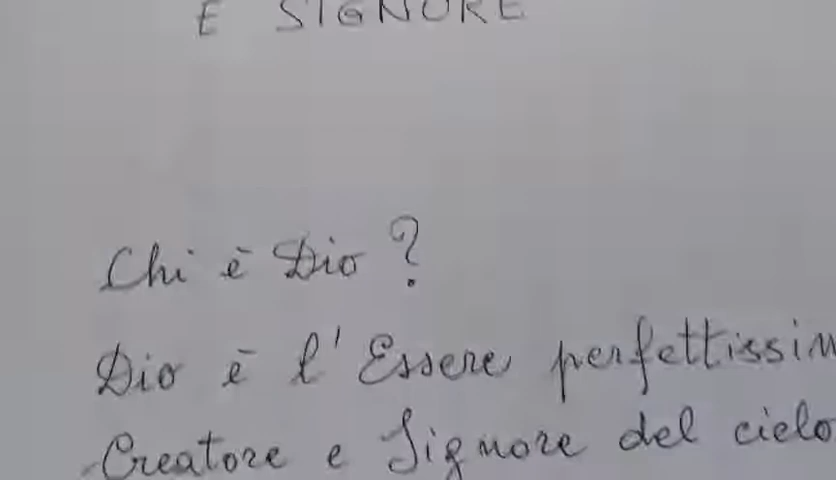 E SIGNORE
Chi è Dio?
Dio è l'Essere perfettissim
Creatore e Signore del cielo